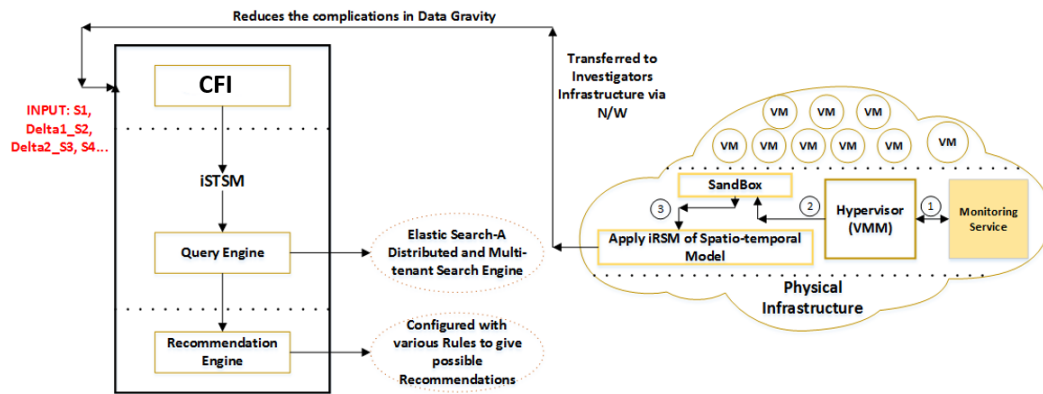 Reduces the complications in Data Gravity
CFI
INPUT: S1,
Delta1_S2,
Delta2_S3, S4...
iSTSM
Query Engine
Recommendation
Engine
Elastic Search-A
Distributed and Multi-
tenant Search Engine
Configured with
various Rules to give
possible
Recommendations
Transferred to
Investigators
Infrastructure via
N/W
VM
VM
VM
VM
VM
VM
VM
VM
SandBox
3
2
1
Hypervisor
(VMM)
Monitoring
Service
Apply iRSM of Spatio-temporal
Model
Physical
Infrastructure